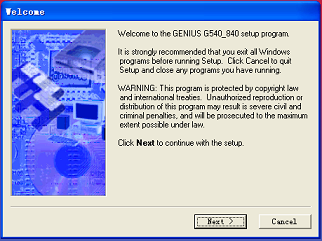 Welcome
Welcome to the GENIUS G540_840 setup program.
It is strongly recommended that you exit all Windows
programs before running Setup. Click Cancel to quit
Setup and close any programs you have running.
WARNING: This program is protected by copyright law
and international treaties. Unauthorized reproduction or
distribution of this program may result is severe civil and
criminal penalties, and will be prosecuted to the maximum
extent possible under law.
Click Next to continue with the setup.
Next >
Cancel